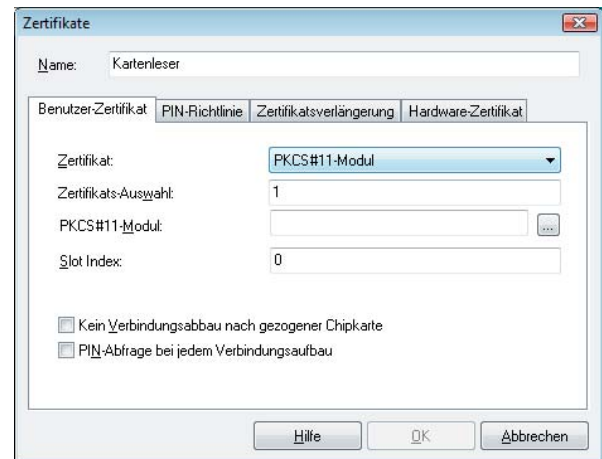 Zertifikate
Name: Kartenleser
Benutzer-Zertifikat PIN-Richtlinie Zertifikatsverlängerung Hardware-Zertifikat
Zertifikat: PKCS#11-Modul
Zertifikats-Auswahl: 1
PKCS#11-Modul: ...
Slot Index: 0
Kein Verbindungsabbau nach gezogener Chipkarte
PIN-Abfrage bei jedem Verbindungsaufbau
Hilfe OK Abbrechen